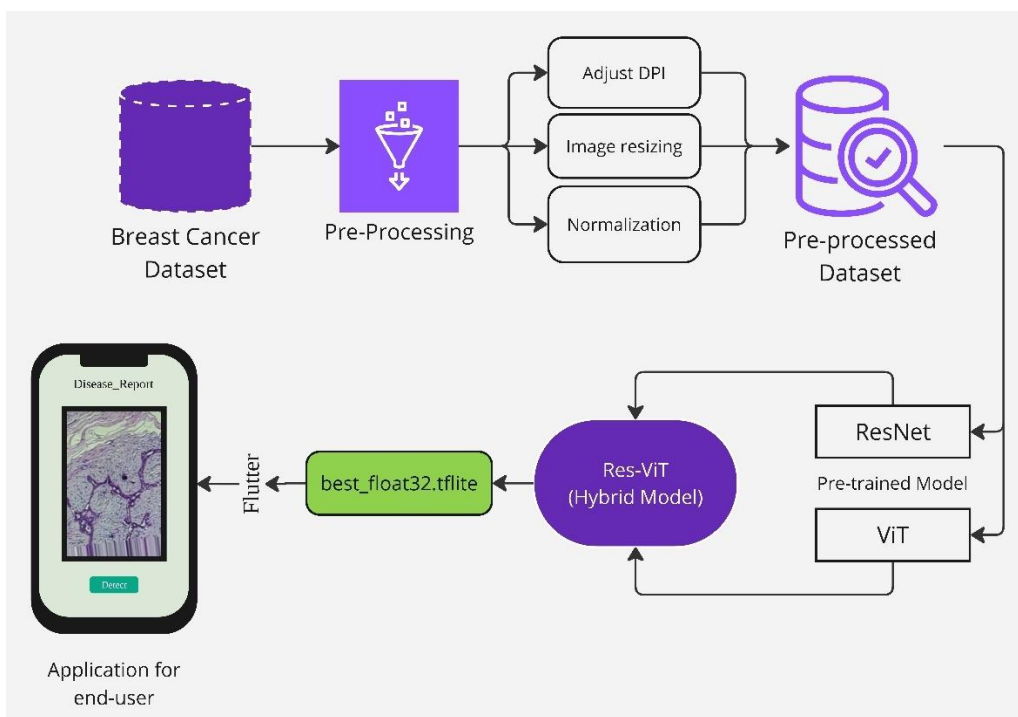 Breast Cancer
Dataset
Pre-Processing
Adjust DPI
Image resizing
Normalization
Pre-processed
Dataset
ResNet
Pre-trained Model
ViT
Res-ViT
(Hybrid Model)
best_float32.tflite
Flutter
Disease_Report
Detect
Application for
end-user